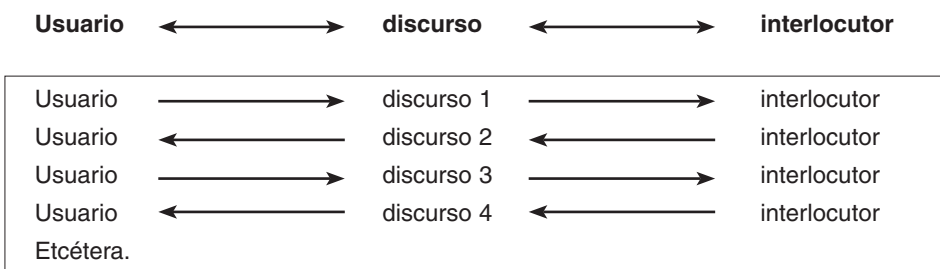 Usuario discurso interlocutor
Usuario discurso 1 interlocutor
Usuario discurso 2 interlocutor
Usuario discurso 3 interlocutor
Usuario discurso 4 interlocutor
Etcétera.